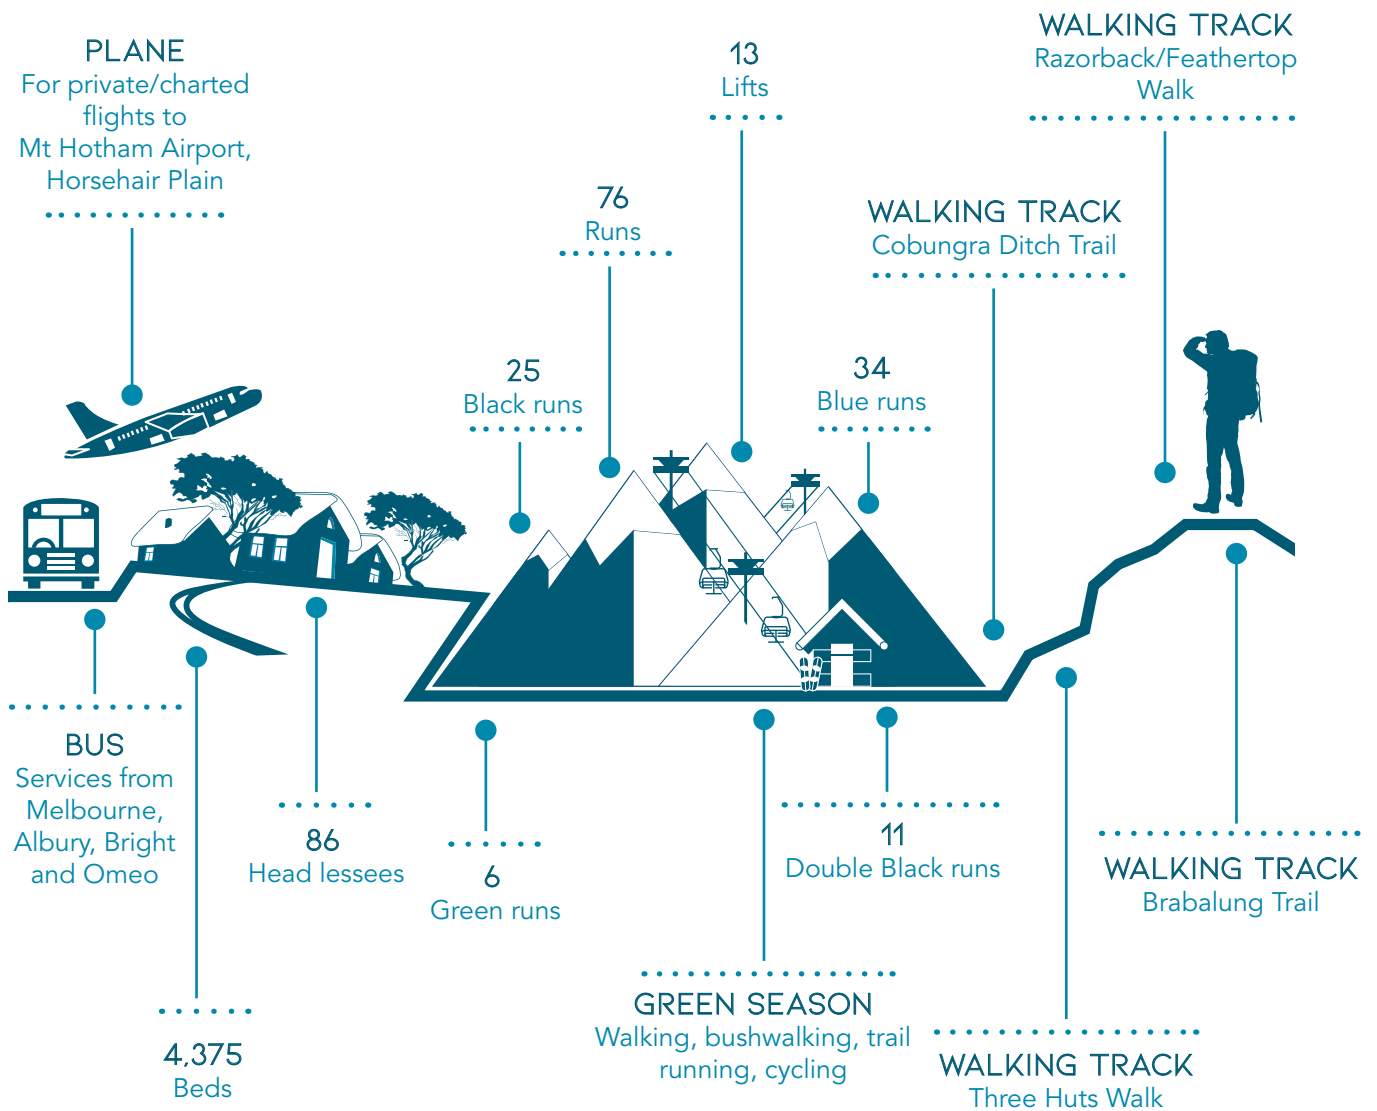 PLANE
For private/charted
flights to
Mt Hotham Airport,
Horsehair Plain
13
Lifts
WALKING TRACK
Razorback/Feathertop
Walk
76
Runs
WALKING TRACK
Cobungra Ditch Trail
25
Black runs
34
Blue runs
BUS
Services from
Melbourne,
Albury, Bright
and Omeo
86
Head lessees
6
Green runs
11
Double Black runs
WALKING TRACK
Brabalung Trail
4,375
Beds
GREEN SEASON
Walking, bushwalking, trail
running, cycling
WALKING TRACK
Three Huts Walk